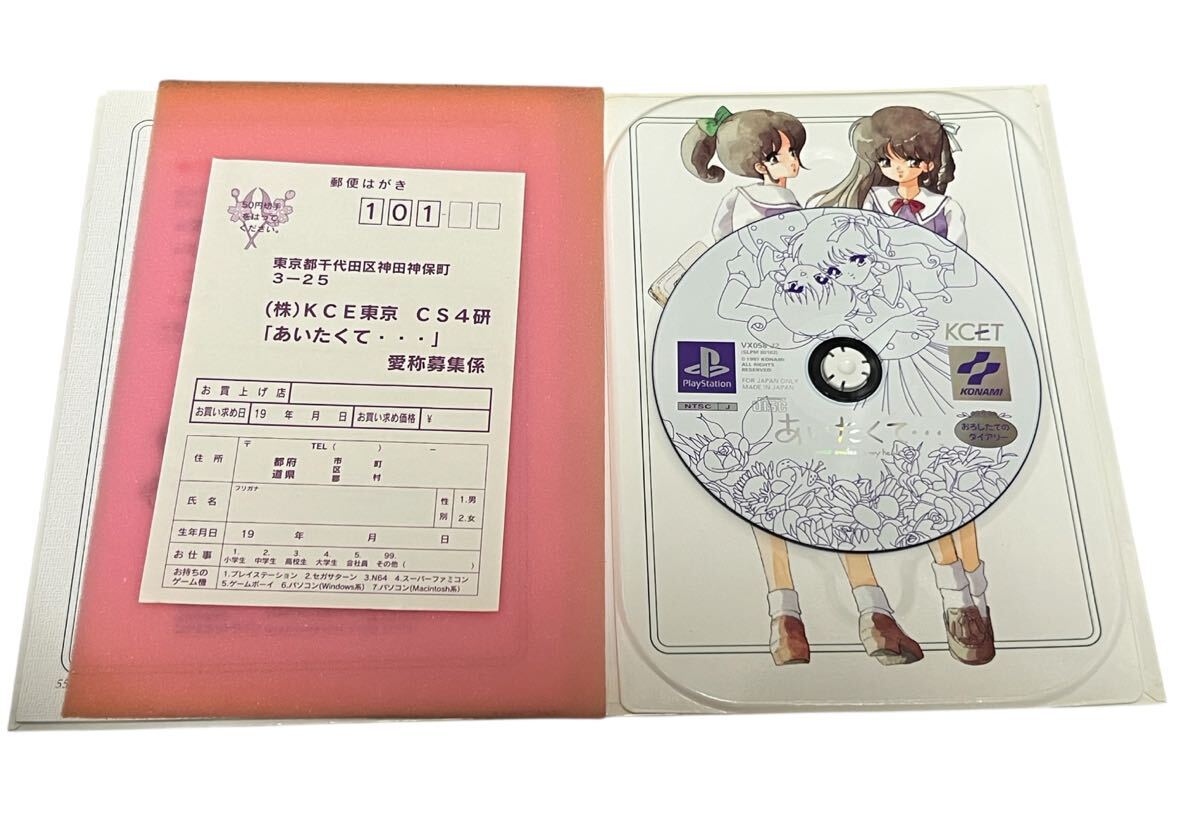 郵便はがき
50円切手
をはって
ください。
101-
東京都千代田区神田神保町
3-25
(株)KCE東京 CS4研
「あいたくて・・・」
愛称募集係
お買上げ店
お買い求め日 19 年 月 日 お買い求め価格 ¥
住所 〒 TEL( ) −
都府 市 町
道県 区
郡 村
フリガナ
氏名
性別 1.男
2.女
生年月日 19 年 月 日
お仕事 1.小学生 2.中学生 3.高校生 4.大学生 5.会社員 99.その他( )
お持ちのゲーム機 1.プレイステーション 2.セガサターン 3.N64 4.スーパーファミコン
5.ゲームボーイ 6.パソコン(Windows系) 7.パソコン(Macintosh系)
55
PlayStation
NTSC J
(SLPM 86182)
© 1997 KONAMI
ALL RIGHTS
RESERVED
FOR JAPAN ONLY
MADE IN JAPAN
disc
KCET
KONAMI
あいたくて・・・
おろしたての
ダイアリー